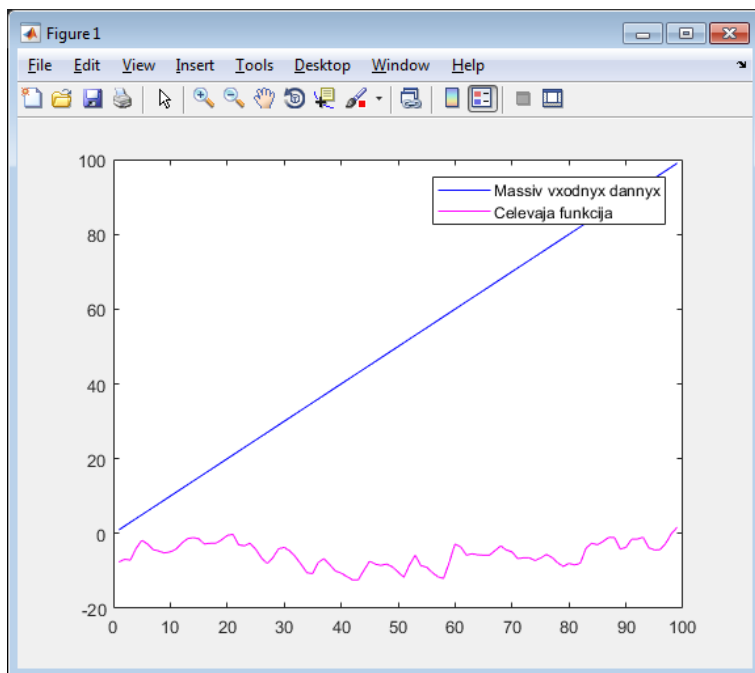 Figure 1
File Edit View Insert Tools Desktop Window Help
100
80
60
40
20
0
-20
Massiv vxodnyx dannyx
Celevaja funkcija
0 10 20 30 40 50 60 70 80 90 100